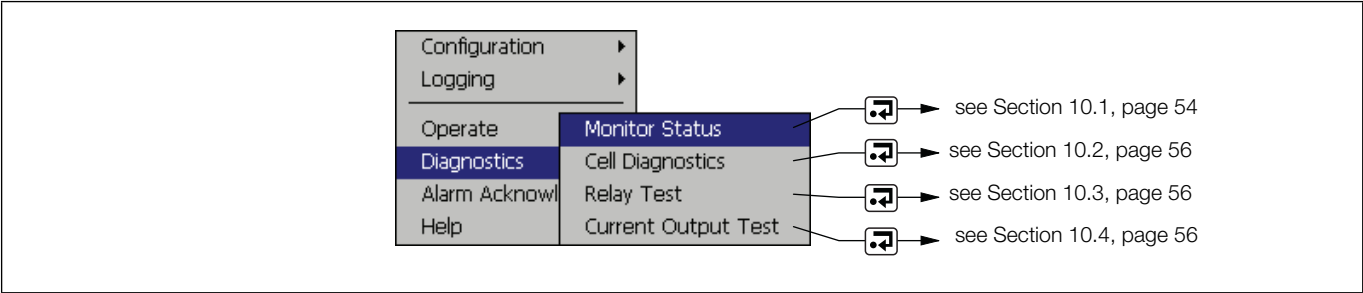 Configuration
Logging
Operate
Diagnostics
Alarm Acknowl
Help
Monitor Status
Cell Diagnostics
Relay Test
Current Output Test
see Section 10.1, page 54
see Section 10.2, page 56
see Section 10.3, page 56
see Section 10.4, page 56